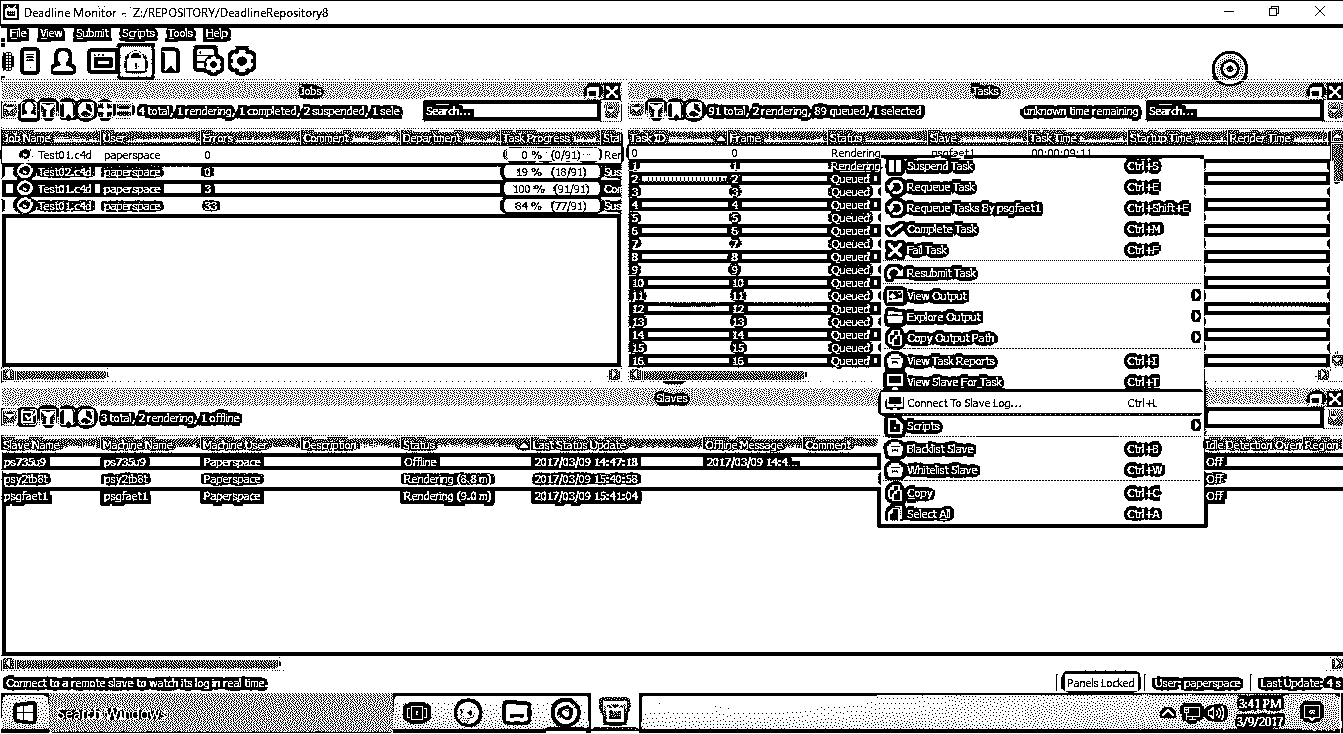 Deadline Monitor - Z:/REPOSITORY/DeadlineRepository8
File View Submit Scripts Tools Help
Jobs
4 total, 1 rendering, 1 completed, 2 suspended, 1 sele
Search...
Job Name User Errors Comment Department Task Progress Sta
Test01.c4d paperspace 0 0 % (0/91) Ren
Test02.c4d paperspace 0 19 % (18/91) Sus
Test01.c4d paperspace 3 100 % (91/91) Con
Test01.c4d paperspace 33 84 % (77/91) Sus
Tasks
91 total, 2 rendering, 89 queued, 1 selected
unknown time remaining
Search...
Task ID Frame Status Slave Task Time Startup Time Render Time
0 0 Rendering psgfaet1 00:00:09:11
1 1 Rendering
2 2 Queued
3 3 Queued
4 4 Queued
5 5 Queued
6 6 Queued
7 7 Queued
8 8 Queued
9 9 Queued
10 10 Queued
11 11 Queued
12 12 Queued
13 13 Queued
14 14 Queued
15 15 Queued
16 16 Queued
Suspend Task Ctrl+S
Requeue Task Ctrl+E
Requeue Tasks By psgfaet1 Ctrl+Shift+E
Complete Task Ctrl+M
Fail Task Ctrl+F
Resubmit Task
View Output
Explore Output
Copy Output Path
View Task Reports Ctrl+I
View Slave For Task Ctrl+T
Connect To Slave Log... Ctrl+L
Scripts
Blacklist Slave Ctrl+B
Whitelist Slave Ctrl+W
Copy Ctrl+C
Select All Ctrl+A
Slaves
3 total, 2 rendering, 1 offline
Slave Name Machine Name Machine User Description Status Last Status Update Offline Message Comment Idle Detection Overr Region
ps735u9 ps735u9 Paperspace Offline 2017/03/09 14:47:18 2017/03/09 14:4... Off
psy2tb8t psy2tb8t Paperspace Rendering (8.8 m) 2017/03/09 15:40:58 Off
psgfaet1 psgfaet1 Paperspace Rendering (9.0 m) 2017/03/09 15:41:04 Off
Connect to a remote slave to watch its log in real time.
Panels Locked User: paperspace Last Update: 4 s
Search Windows
3:41 PM
3/9/2017